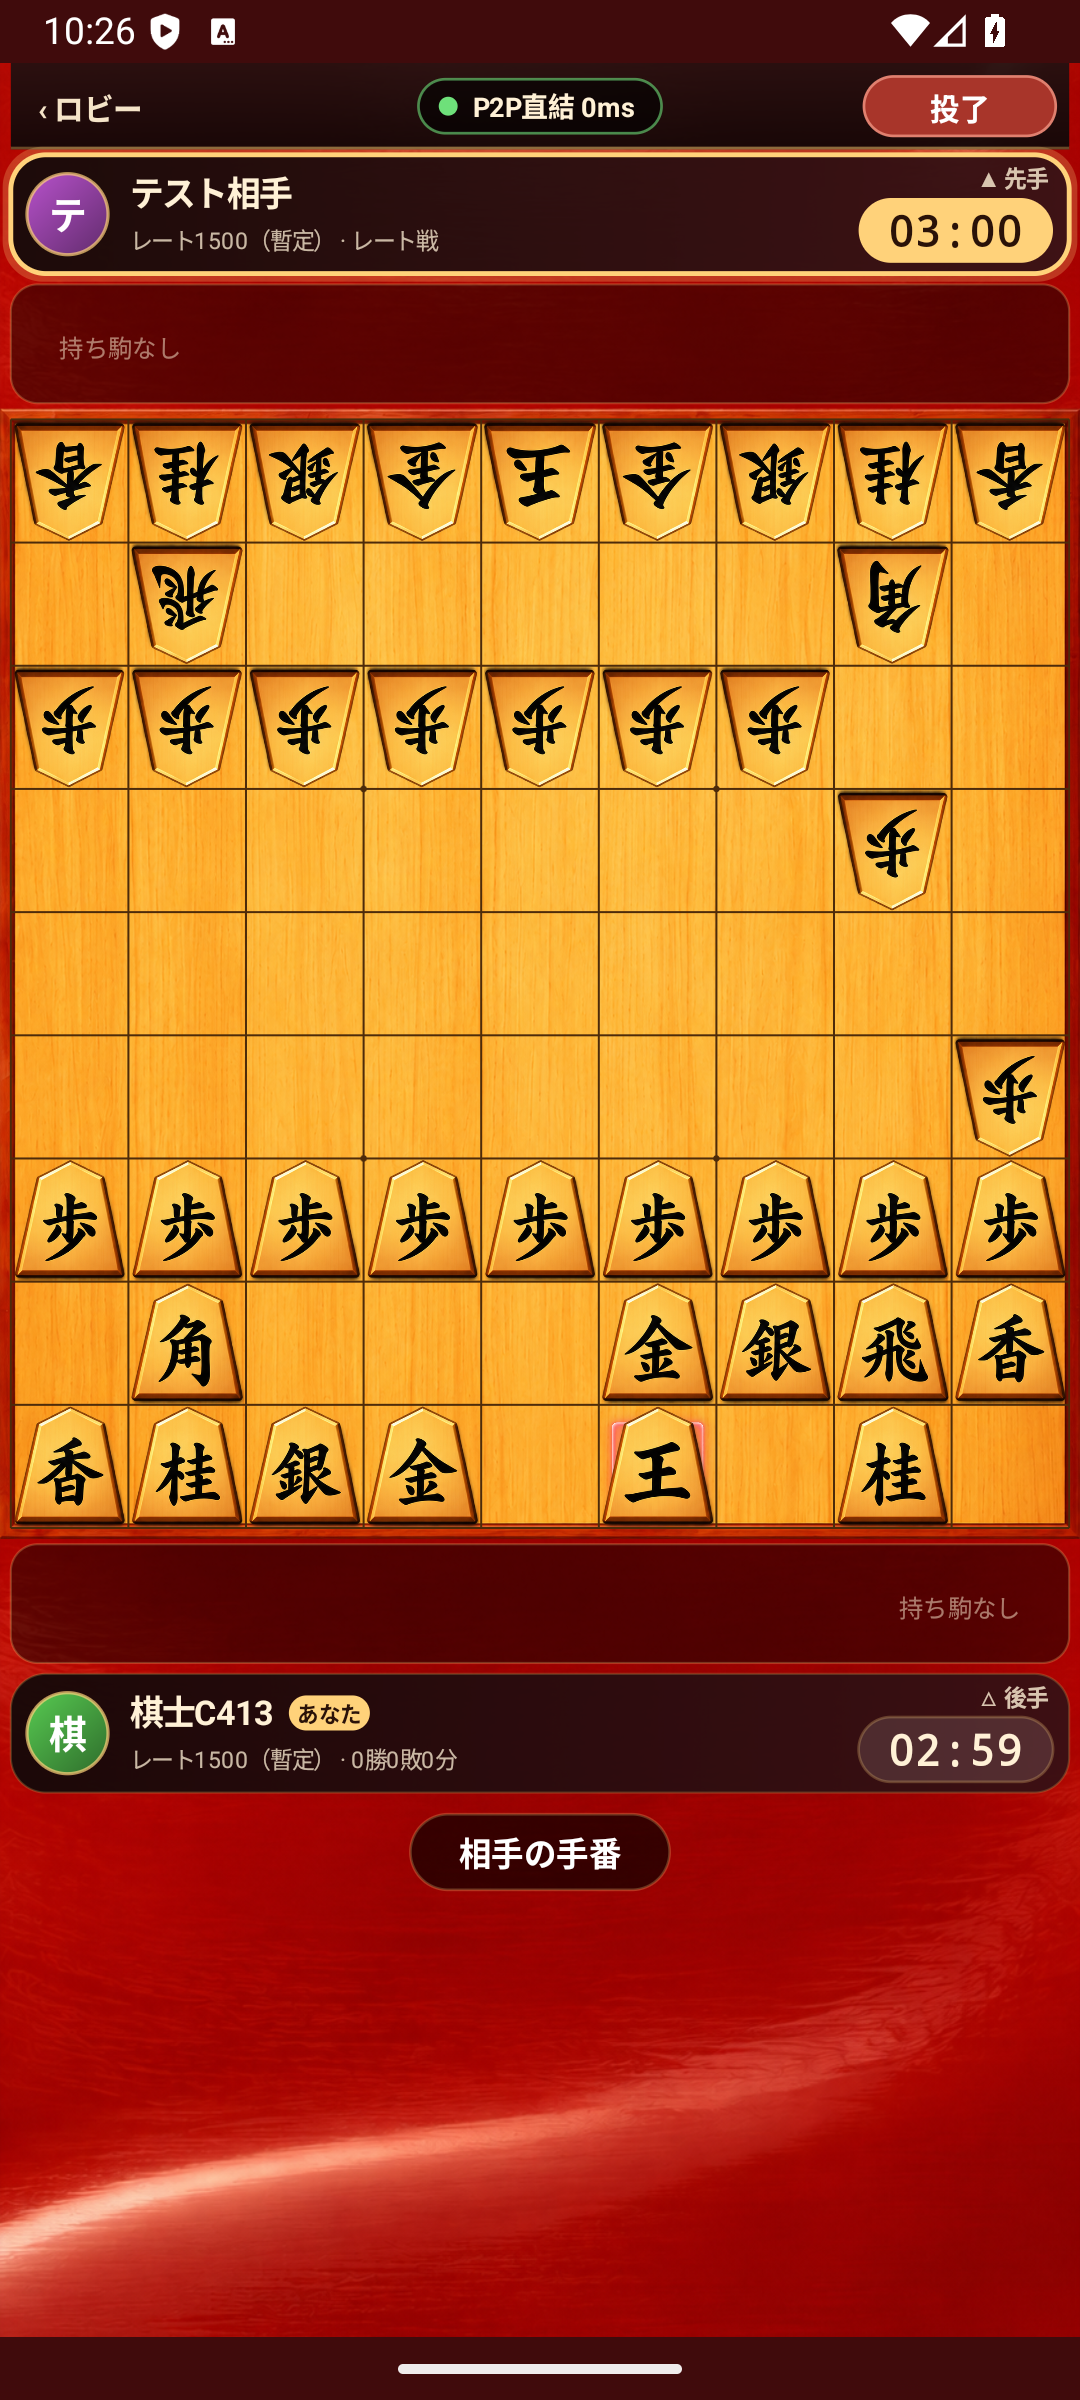 10:26
‹ ロビー
P2P直結 0ms
投了
テ
テスト相手
レート1500（暫定） · レート戦
▲ 先手
03:00
持ち駒なし
香桂銀金王金銀桂香
飛角
歩歩歩歩歩歩歩
歩
歩
歩歩歩歩歩歩歩歩歩
角金銀飛香
香桂銀金王桂
持ち駒なし
棋
棋士C413 あなた
レート1500（暫定） · 0勝0敗0分
△ 後手
02:59
相手の手番